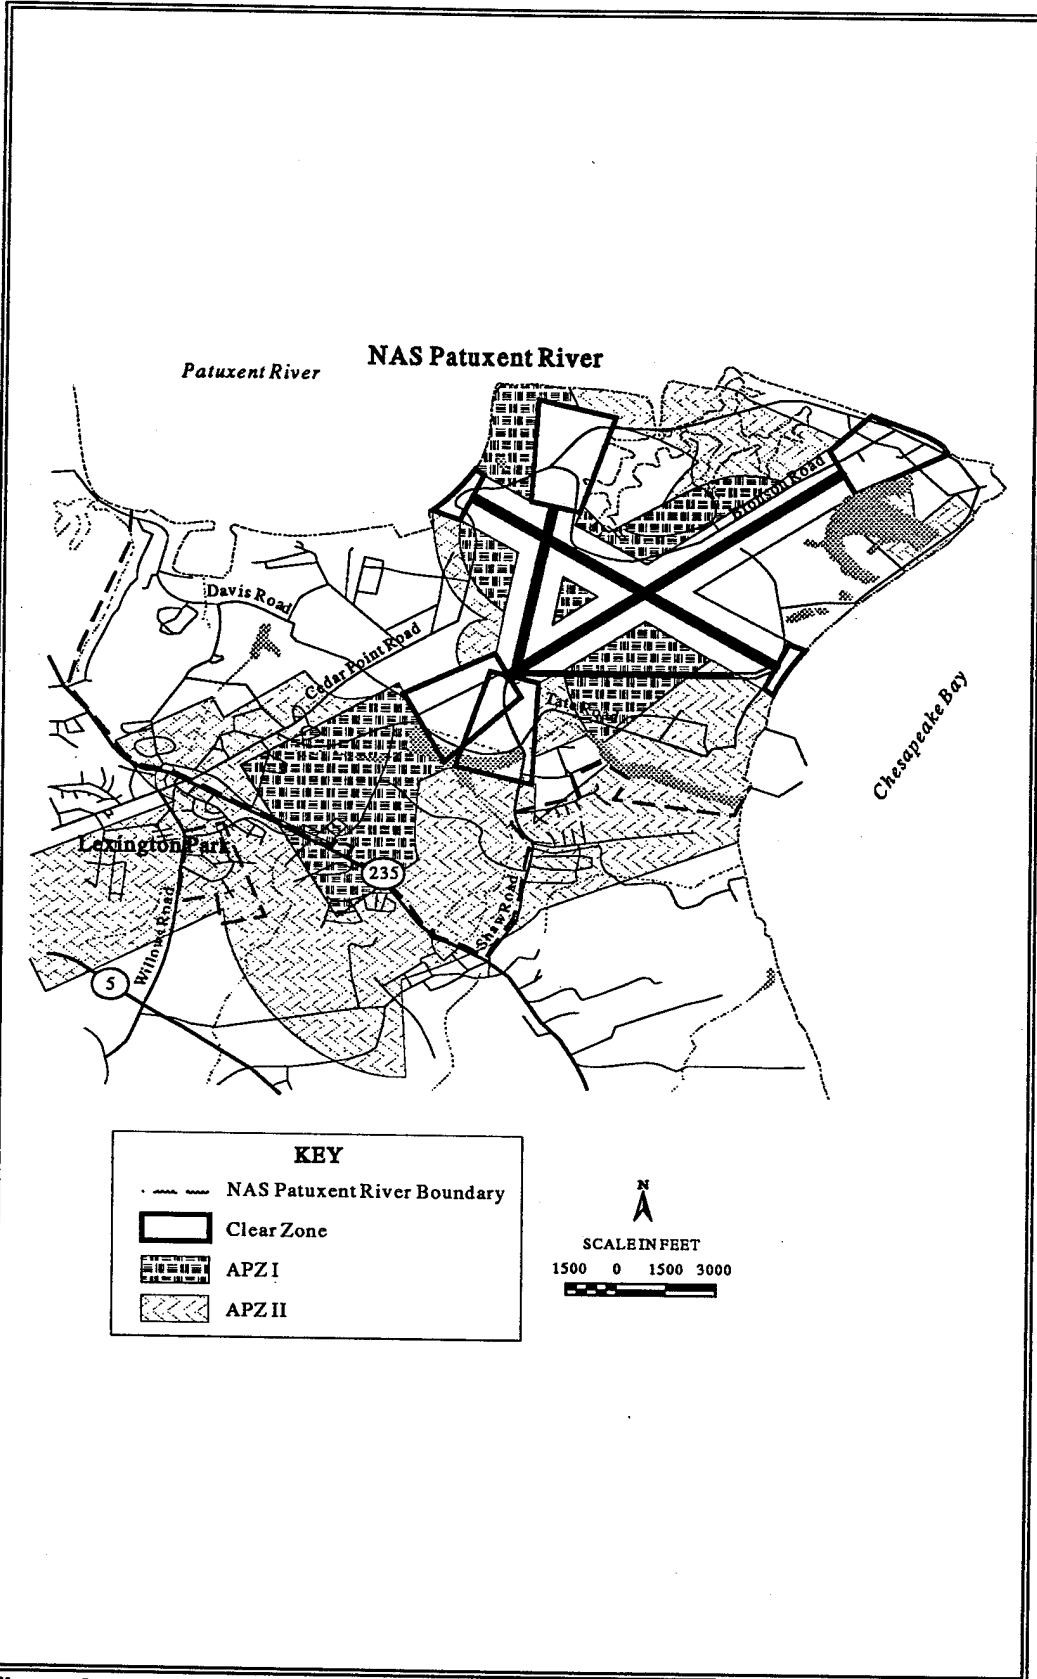 NAS Patuxent River
Patuxent River
Bronson Road
Davis Road
Cedar Point Road
Tate Road
Chesapeake Bay
Lexington Park
235
Shaw Road
Willows Road
5
KEY
NAS Patuxent River Boundary
Clear Zone
APZ I
APZ II
N
SCALE IN FEET
1500 0 1500 3000